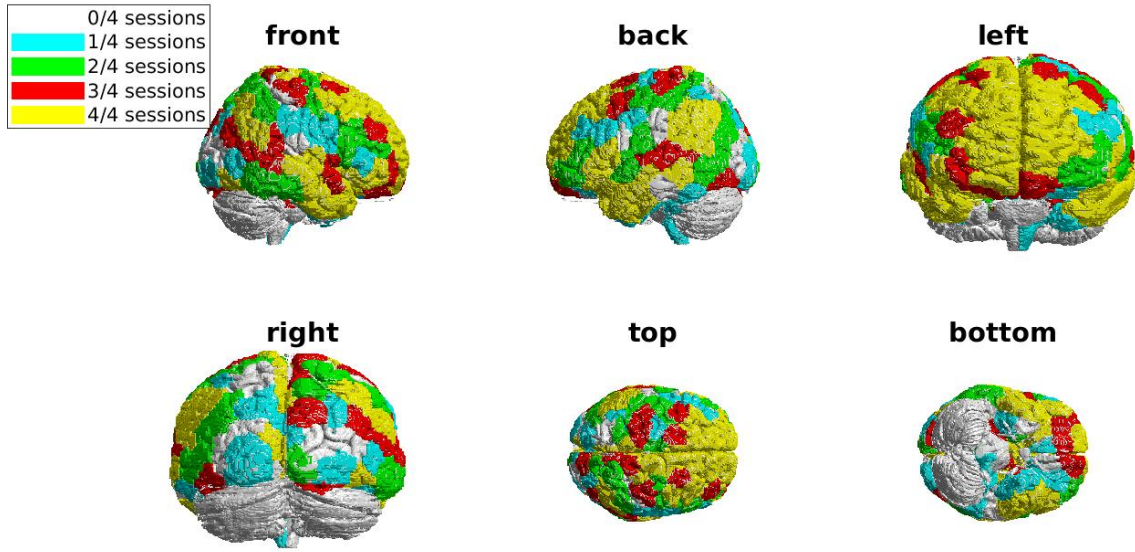 0/4 sessions
1/4 sessions
2/4 sessions
3/4 sessions
4/4 sessions
front
back
left
right
top
bottom